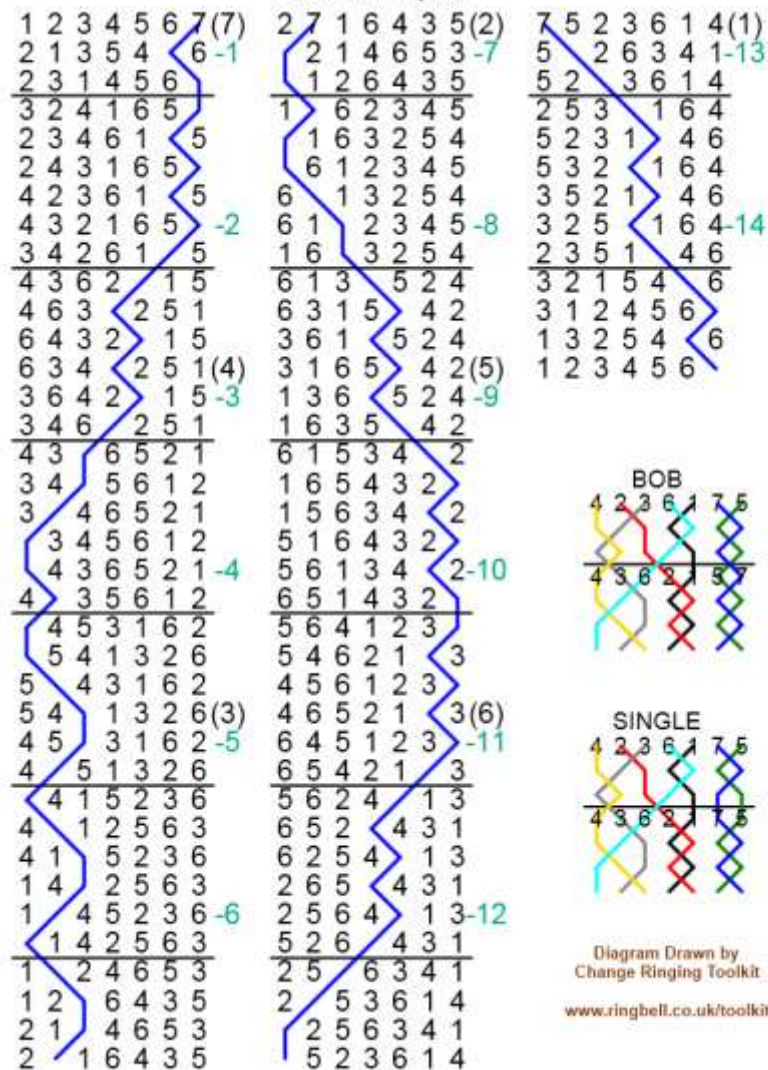 1 2 3 4 5 6 7(7)
2 1 3 5 4 6 -1
2 3 1 4 5 6
3 2 4 1 6 5
2 3 4 6 1 5
2 4 3 1 6 5
4 2 3 6 1 5
4 3 2 1 6 5 -2
3 4 2 6 1 5
4 3 6 2 1 5
4 6 3 2 5 1
6 4 3 2 1 5
6 3 4 2 5 1(4)
3 6 4 2 1 5 -3
3 4 6 2 5 1
4 3 6 5 2 1
3 4 5 6 1 2
3 4 6 5 2 1
3 4 5 6 1 2
4 3 6 5 2 1-4
4 3 5 6 1 2
4 5 3 1 6 2
5 4 1 3 2 6
5 4 3 1 6 2
5 4 1 3 2 6(3)
4 5 3 1 6 2 -5
4 5 1 3 2 6
4 1 5 2 3 6
4 1 2 5 6 3
4 1 5 2 3 6
1 4 2 5 6 3
1 4 5 2 3 6 -6
1 4 2 5 6 3
1 2 4 6 5 3
1 2 6 4 3 5
2 1 4 6 5 3
2 1 6 4 3 5
2 7 1 6 4 3 5(2)
2 1 4 6 5 3 -7
1 2 6 4 3 5
1 6 2 3 4 5
1 6 3 2 5 4
6 1 2 3 4 5
6 1 3 2 5 4
6 1 2 3 4 5-8
1 6 3 2 5 4
6 1 3 5 2 4
6 3 1 5 4 2
3 6 1 5 2 4
3 1 6 5 4 2(5)
1 3 6 5 2 4 -9
1 6 3 5 4 2
6 1 5 3 4 2
1 6 5 4 3 2
1 5 6 3 4 2
5 1 6 4 3 2
5 6 1 3 4 2-10
6 5 1 4 3 2
5 6 4 1 2 3
5 4 6 2 1 3
4 5 6 1 2 3
4 6 5 2 1 3(6)
6 4 5 1 2 3 -11
6 5 4 2 1 3
5 6 2 4 1 3
6 5 2 4 3 1
6 2 5 4 1 3
2 6 5 4 3 1
2 5 6 4 1 3-12
5 2 6 4 3 1
2 5 6 3 4 1
2 5 3 6 1 4
2 5 6 3 4 1
5 2 3 6 1 4
7 5 2 3 6 1 4(1)
5 2 6 3 4 1-13
5 2 3 6 1 4
2 5 3 1 6 4
5 2 3 1 4 6
5 3 2 1 6 4
3 5 2 1 4 6
3 2 5 1 6 4-14
2 3 5 1 4 6
3 2 1 5 4 6
3 1 2 4 5 6
1 3 2 5 4 6
1 2 3 4 5 6
BOB
4 2 3 6 1 7 5
4 3 6 2 1 5 7
SINGLE
4 2 3 6 1 7 5
4 3 6 2 1 7 5
Diagram Drawn by
Change Ringing Toolkit
www.ringbell.co.uk/toolkit